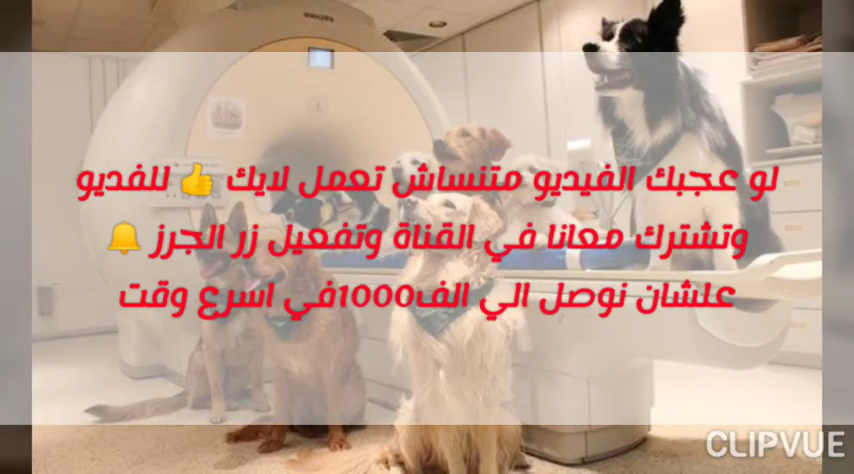 PHILIPS
لو عجبك الفيديو متنساش تعمل لايك 👍 للفديو
وتشترك معانا في القناة وتفعيل زر الجرز 🔔
علشان نوصل الي الف1000في اسرع وقت
CLIPVUE